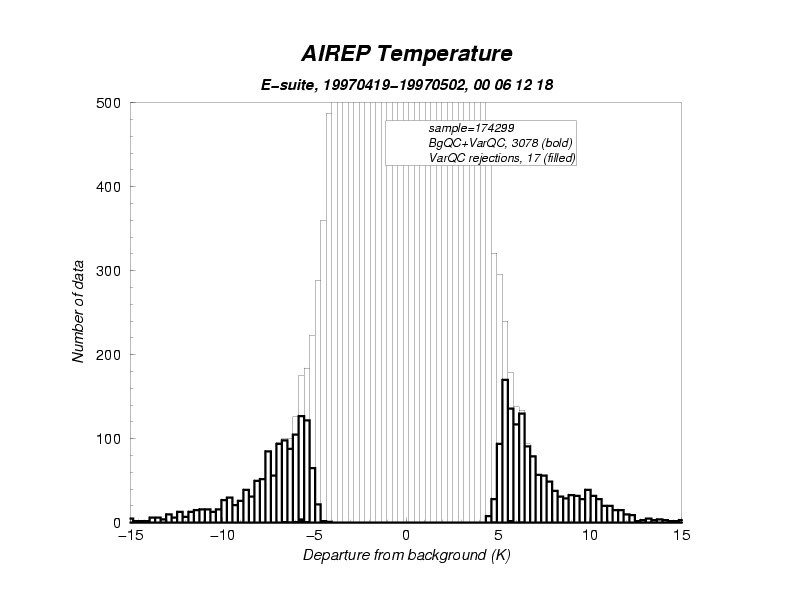 AIREP Temperature
E−suite, 19970419−19970502, 00 06 12 18
500
sample=174299
BgQC+VarQC, 3078 (bold)
VarQC rejections, 17 (filled)
400
300
Number of data
200
100
0
−15 −10 −5 0 5 10 15
Departure from background (K)